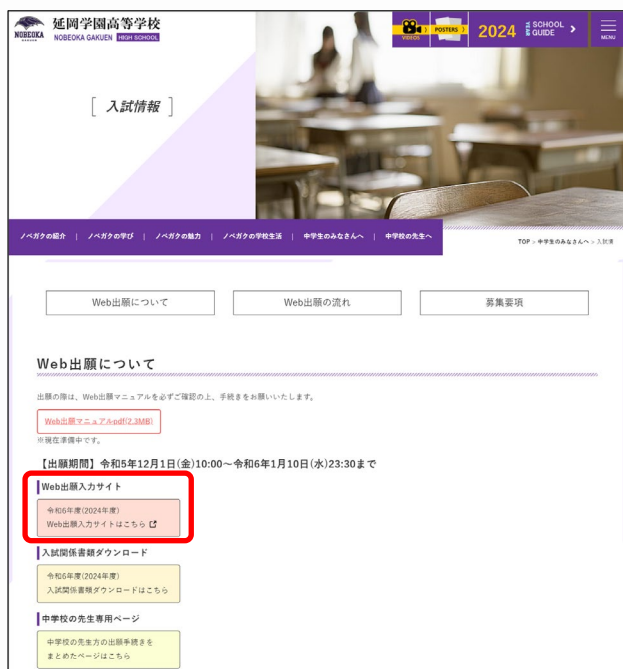 延岡学園高等学校
NOBEOKA
NOBEOKA GAKUEN HIGH SCHOOL
VIDEOS
POSTERS
2024 SCHOOL GUIDE
MENU
[ 入試情報 ]
ノベガクの紹介 | ノベガクの学び | ノベガクの魅力 | ノベガクの学校生活 | 中学生のみなさんへ | 中学校の先生へ
TOP > 中学生のみなさんへ > 入試情
Web出願について
Web出願の流れ
募集要項
Web出願について
出願の際は、Web出願マニュアルを必ずご確認の上、手続きをお願いいたします。
Web出願マニュアルpdf(2.3MB)
※現在準備中です。
【出願期間】令和5年12月1日(金)10:00～令和6年1月10日(水)23:30まで
Web出願入力サイト
令和6年度(2024年度)
Web出願入力サイトはこちら
入試関係書類ダウンロード
令和6年度(2024年度)
入試関係書類ダウンロードはこちら
中学校の先生専用ページ
中学校の先生方の出願手続きを
まとめたページはこちら